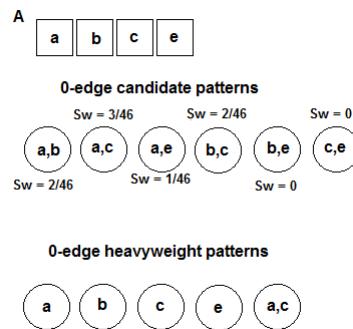 A
a b c e
0-edge candidate patterns
Sw = 3/46 Sw = 2/46 Sw = 0
a,b a,c a,e b,c b,e c,e
Sw = 2/46 Sw = 1/46 Sw = 0
0-edge heavyweight patterns
a b c e a,c